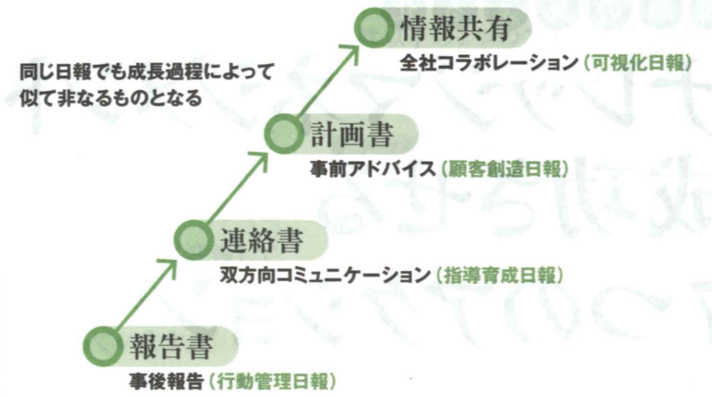 情報共有
全社コラボレーション（可視化日報）
同じ日報でも成長過程によって
似て非なるものとなる
計画書
事前アドバイス（顧客創造日報）
連絡書
双方向コミュニケーション（指導育成日報）
報告書
事後報告（行動管理日報）